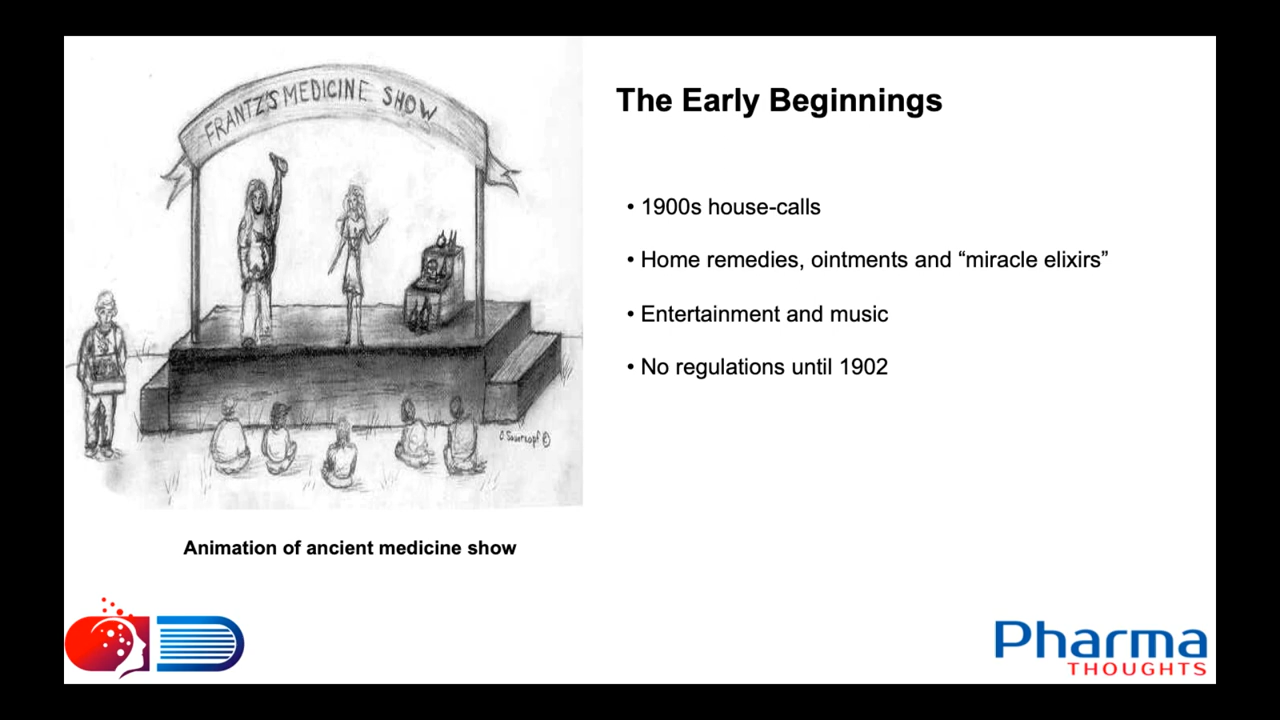 FRANTZ'S MEDICINE SHOW
The Early Beginnings
• 1900s house-calls
• Home remedies, ointments and “miracle elixirs”
• Entertainment and music
• No regulations until 1902
C Sauerkopf ©
Animation of ancient medicine show
Pharma
THOUGHTS